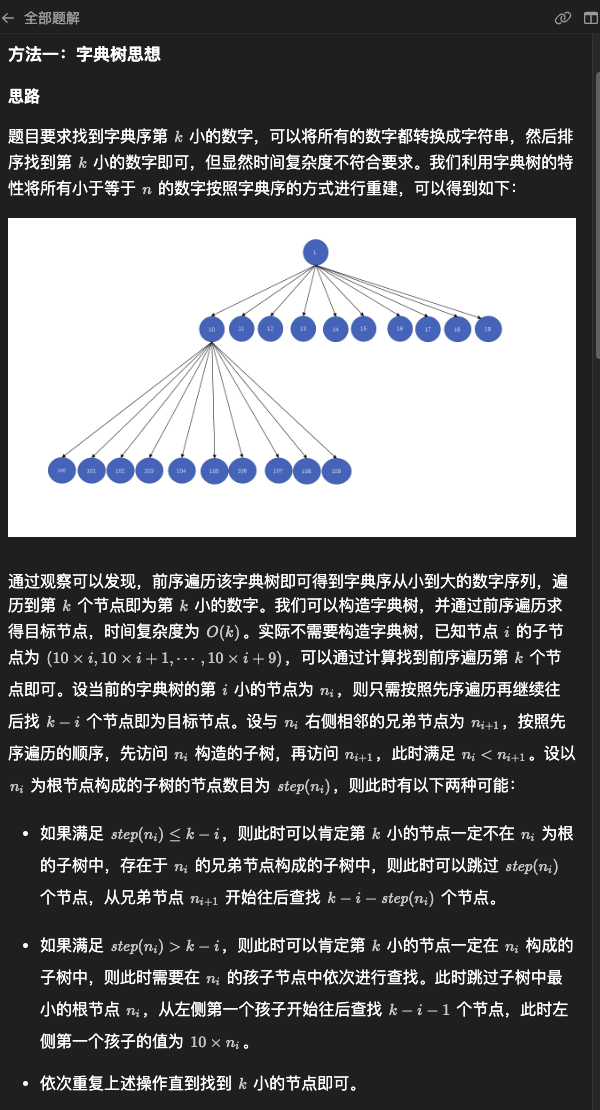 全部题解
方法一：字典树思想
思路
题目要求找到字典序第 k 小的数字，可以将所有的数字都转换成字符串，然后排
序找到第 k 小的数字即可，但显然时间复杂度不符合要求。我们利用字典树的特
性将所有小于等于 n 的数字按照字典序的方式进行重建，可以得到如下：
1
10 11 12 13 14 15 16 17 18 19
100 101 102 103 104 105 106 107 108 109
通过观察可以发现，前序遍历该字典树即可得到字典序从小到大的数字序列，遍
历到第 k 个节点即为第 k 小的数字。我们可以构造字典树，并通过前序遍历求
得目标节点，时间复杂度为 O(k)。实际不需要构造字典树，已知节点 i 的子节
点为 (10 × i, 10 × i + 1, ⋯ , 10 × i + 9)，可以通过计算找到前序遍历第 k 个节
点即可。设当前的字典树的第 i 小的节点为 nᵢ，则只需按照先序遍历再继续往
后找 k − i 个节点即为目标节点。设与 nᵢ 右侧相邻的兄弟节点为 nᵢ₊₁，按照先
序遍历的顺序，先访问 nᵢ 构造的子树，再访问 nᵢ₊₁，此时满足 nᵢ < nᵢ₊₁。设以
nᵢ 为根节点构成的子树的节点数目为 step(nᵢ)，则此时有以下两种可能：
• 如果满足 step(nᵢ) ≤ k − i，则此时可以肯定第 k 小的节点一定不在 nᵢ 为根
的子树中，存在于 nᵢ 的兄弟节点构成的子树中，则此时可以跳过 step(nᵢ)
个节点，从兄弟节点 nᵢ₊₁ 开始往后查找 k − i − step(nᵢ) 个节点。
• 如果满足 step(nᵢ) > k − i，则此时可以肯定第 k 小的节点一定在 nᵢ 构成的
子树中，则此时需要在 nᵢ 的孩子节点中依次进行查找。此时跳过子树中最
小的根节点 nᵢ，从左侧第一个孩子开始往后查找 k − i − 1 个节点，此时左
侧第一个孩子的值为 10 × nᵢ。
• 依次重复上述操作直到找到 k 小的节点即可。